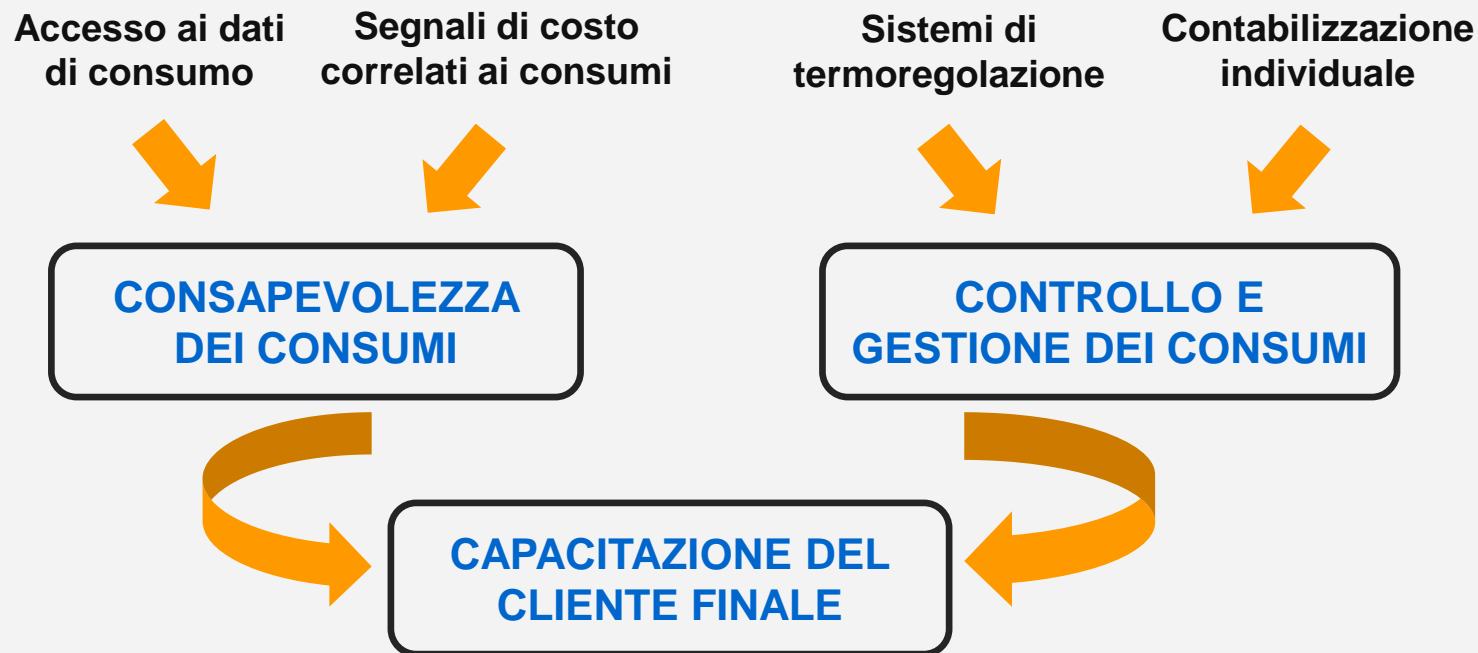 Accesso ai dati
di consumo
Segnali di costo
correlati ai consumi
Sistemi di
termoregolazione
Contabilizzazione
individuale
CONSAPEVOLEZZA
DEI CONSUMI
CONTROLLO E
GESTIONE DEI CONSUMI
CAPACITAZIONE DEL
CLIENTE FINALE